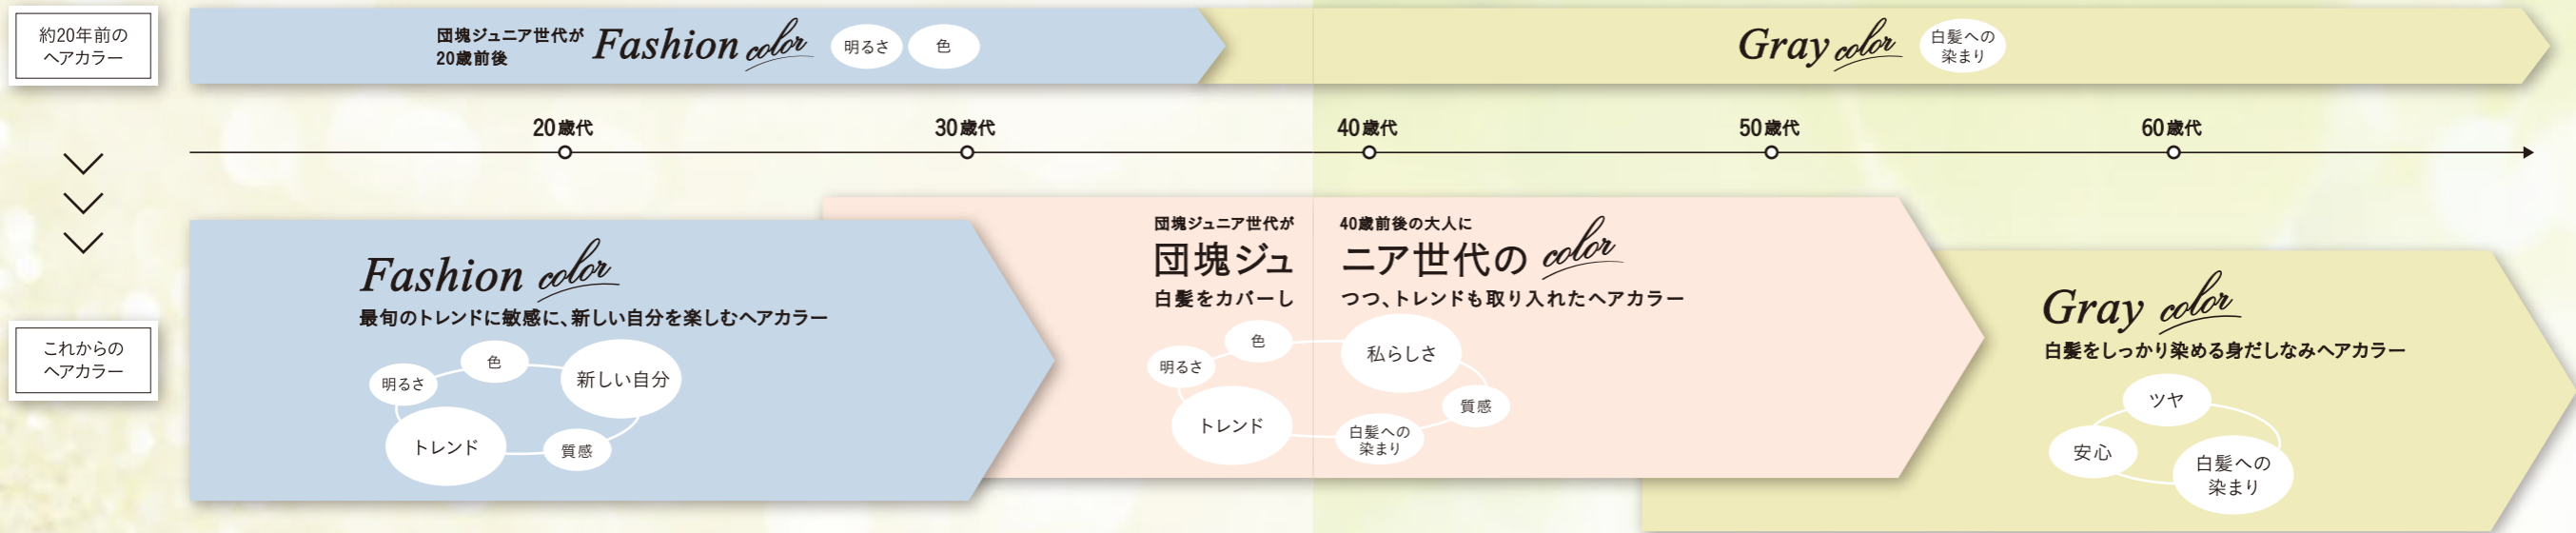 約20年前の
ヘアカラー
団塊ジュニア世代が
20歳前後
Fashion color
明るさ
色
Gray color
白髪への
染まり
20歳代
30歳代
40歳代
50歳代
60歳代
これからの
ヘアカラー
Fashion color
最旬のトレンドに敏感に、新しい自分を楽しむヘアカラー
明るさ
色
新しい自分
トレンド
質感
団塊ジュニア世代が 40歳前後の大人に
団塊ジュニア世代の color
白髪をカバーしつつ、トレンドも取り入れたヘアカラー
明るさ
色
私らしさ
質感
トレンド
白髪への
染まり
Gray color
白髪をしっかり染める身だしなみヘアカラー
ツヤ
安心
白髪への
染まり